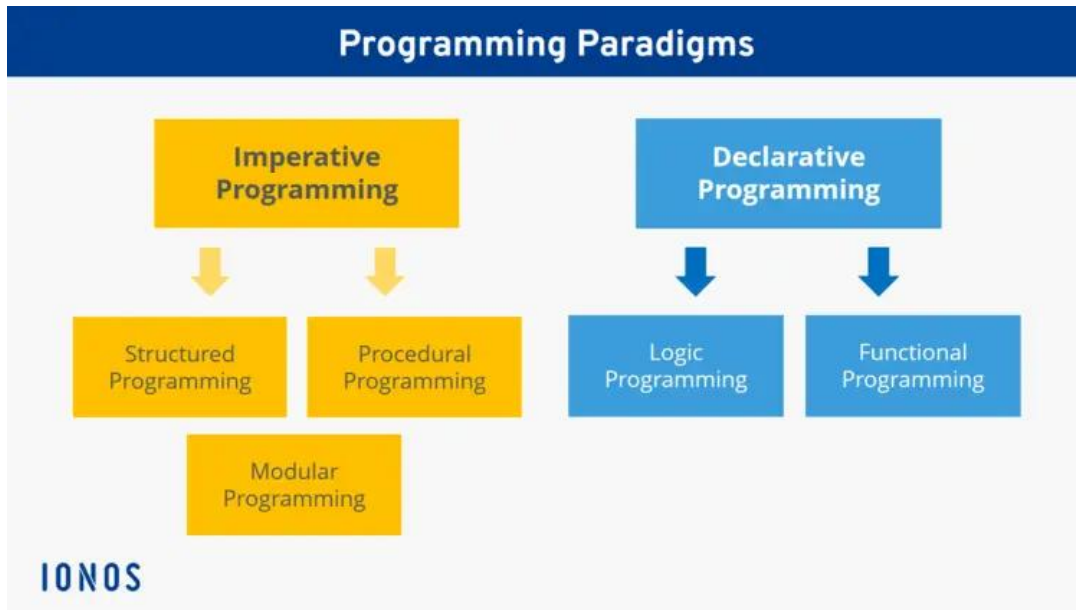 Programming Paradigms
Imperative
Programming
Declarative
Programming
Structured
Programming
Procedural
Programming
Logic
Programming
Functional
Programming
Modular
Programming
IONOS